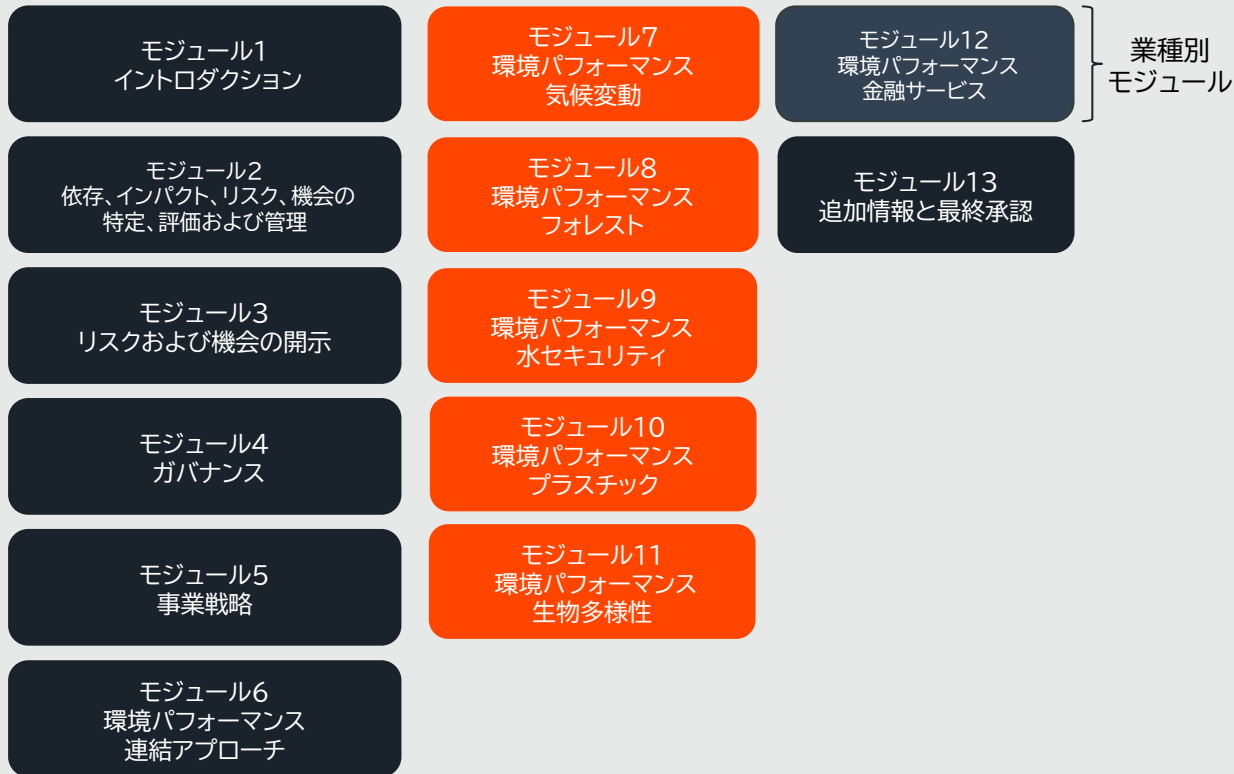 モジュール1
イントロダクション
モジュール2
依存、インパクト、リスク、機会の
特定、評価および管理
モジュール3
リスクおよび機会の開示
モジュール4
ガバナンス
モジュール5
事業戦略
モジュール6
環境パフォーマンス
連結アプローチ
モジュール7
環境パフォーマンス
気候変動
モジュール8
環境パフォーマンス
フォレスト
モジュール9
環境パフォーマンス
水セキュリティ
モジュール10
環境パフォーマンス
プラスチック
モジュール11
環境パフォーマンス
生物多様性
モジュール12
環境パフォーマンス
金融サービス
モジュール13
追加情報と最終承認
業種別
モジュール